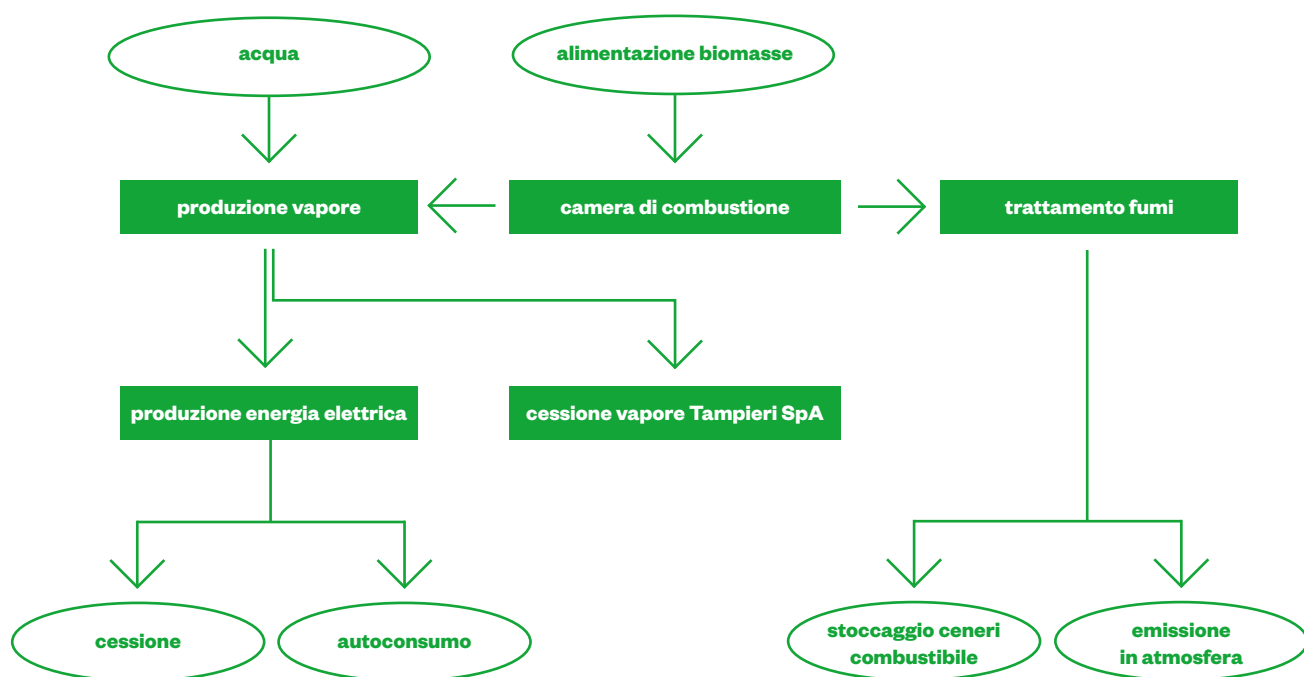 acqua
alimentazione biomasse
produzione vapore
camera di combustione
trattamento fumi
produzione energia elettrica
cessione vapore Tampieri SpA
cessione
autoconsumo
stoccaggio ceneri
combustibile
emissione
in atmosfera